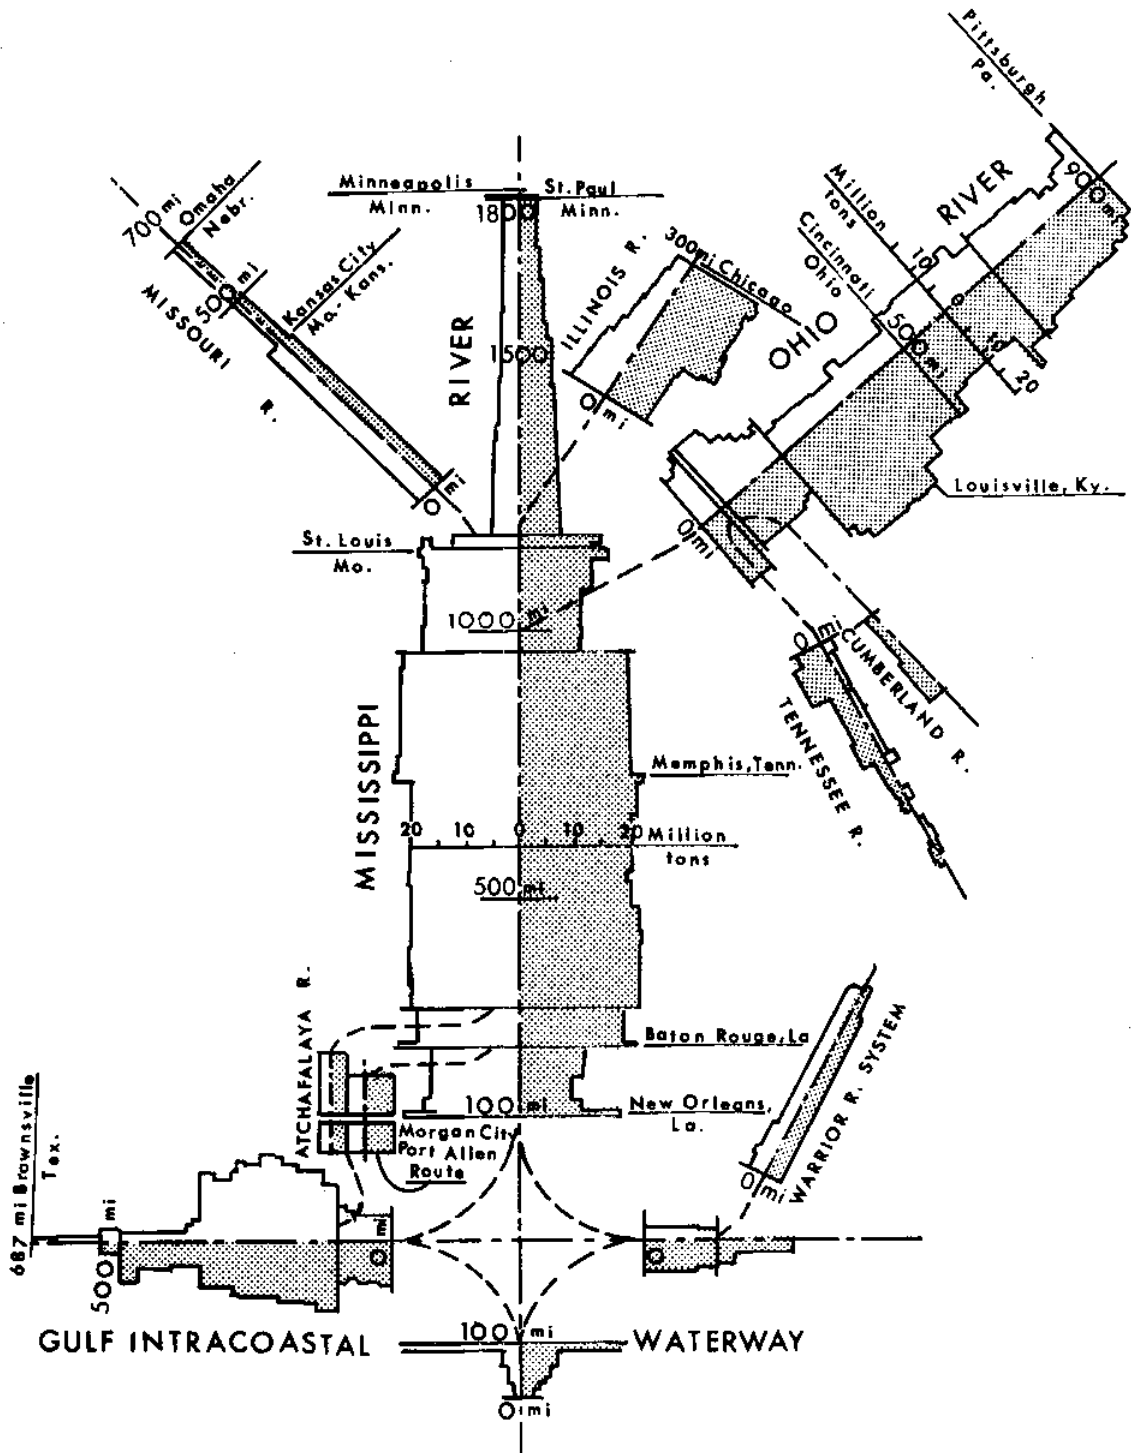 Pittsburgh
Pa.
900 mi
RIVER
OHIO
Million
tons
10
0
10
20
Cincinnati
Ohio
500 mi
Louisville, Ky.
0 mi
Minneapolis
Minn.
St. Paul
Minn.
1800
700 mi
Omaha
Nebr.
500 mi
Kansas City
Mo.-Kans.
MISSOURI
R.
0 mi
300 mi Chicago
ILLINOIS R.
0 mi
RIVER
1500
St. Louis
Mo.
1000 mi
CUMBERLAND R.
0 mi
TENNESSEE R.
MISSISSIPPI
Memphis, Tenn.
20 10 0 10 20 Million
tons
500 mi
ATCHAFALAYA R.
Baton Rouge, La
100 mi
New Orleans,
La.
Morgan City
Port Allen
Route
WARRIOR R. SYSTEM
0 mi
687 mi Brownsville
Tex.
500 mi
0 mi
0
GULF INTRACOASTAL WATERWAY
100 mi
0 mi